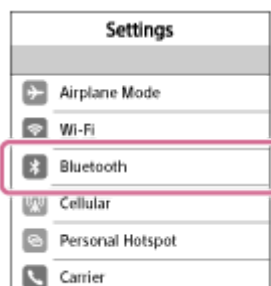 Settings
Airplane Mode
Wi-Fi
Bluetooth
Cellular
Personal Hotspot
Carrier